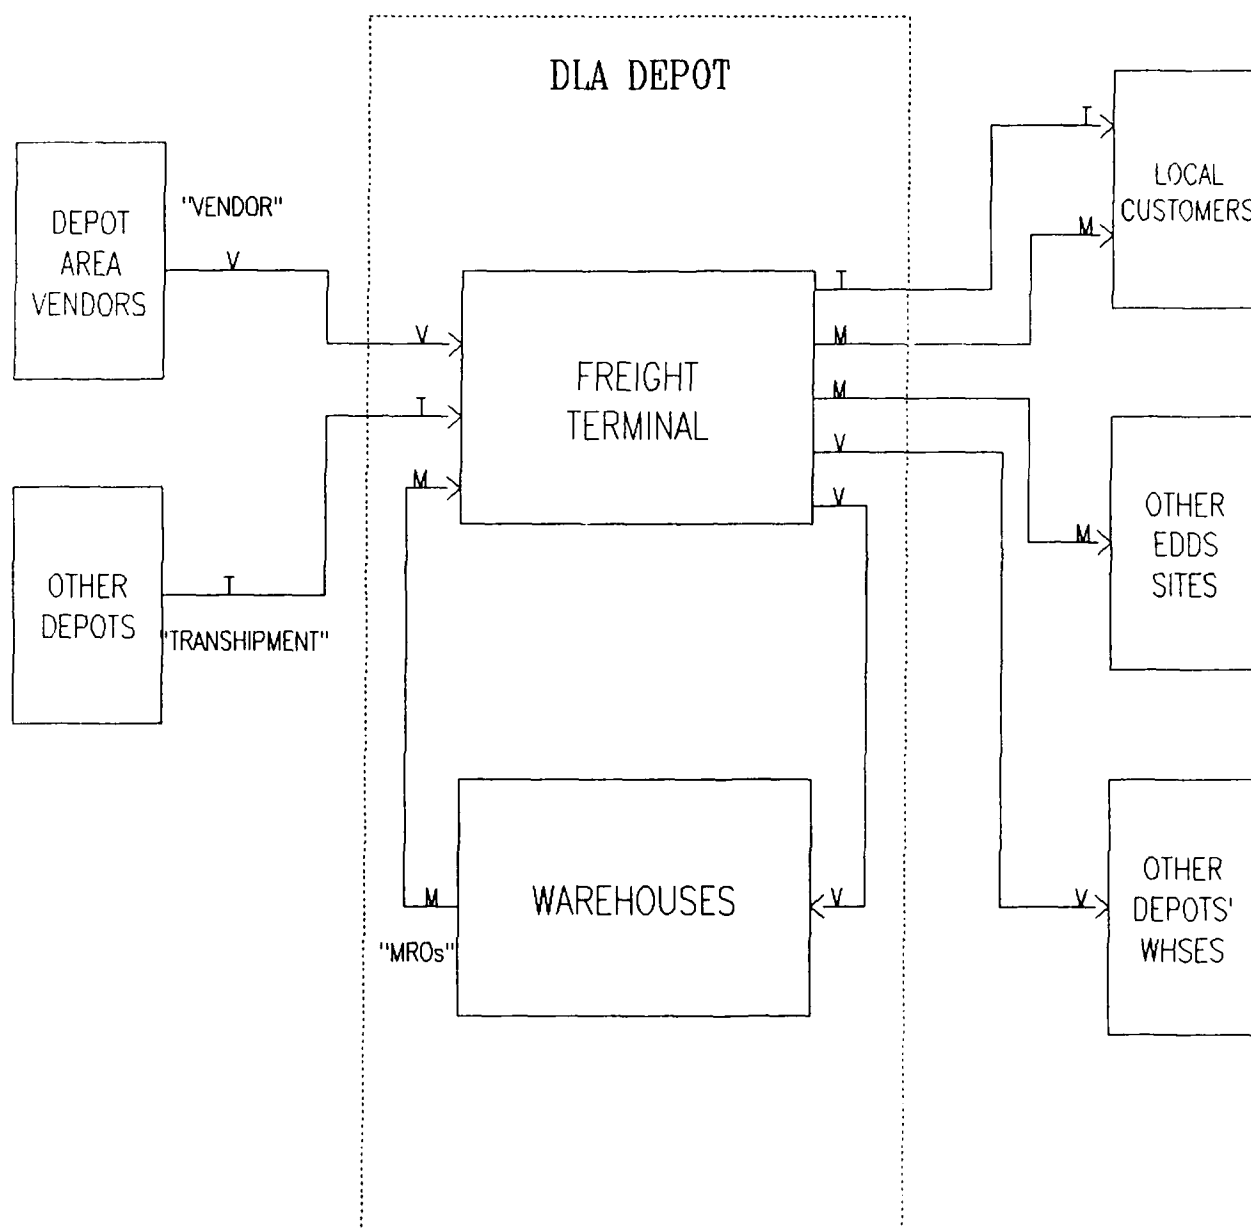 DLA DEPOT
DEPOT
AREA
VENDORS
"VENDOR"
V
V
OTHER
DEPOTS
T
"TRANSHIPMENT"
T
M
FREIGHT
TERMINAL
T
M
M
V
V
WAREHOUSES
M
"MROs"
V
T
M
LOCAL
CUSTOMERS
M
OTHER
EDDS
SITES
V
OTHER
DEPOTS'
WHSES